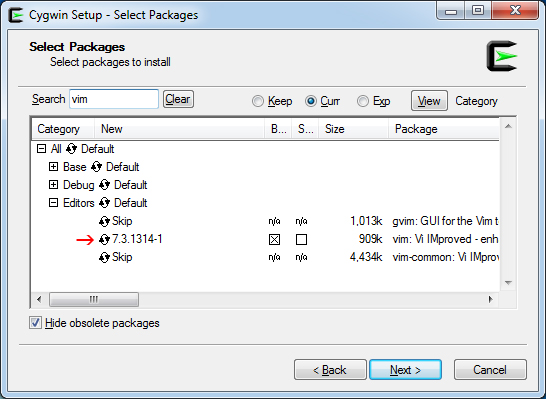 Cygwin Setup - Select Packages
Select Packages
Select packages to install
Search vim Clear Keep Curr Exp View Category
Category New B... S... Size Package
All Default
Base Default
Debug Default
Editors Default
Skip n/a n/a 1,013k gvim: GUI for the Vim t
7.3.1314-1 909k vim: Vi IMproved - enh
Skip n/a n/a 4,434k vim-common: Vi IMprov
Hide obsolete packages
< Back Next > Cancel